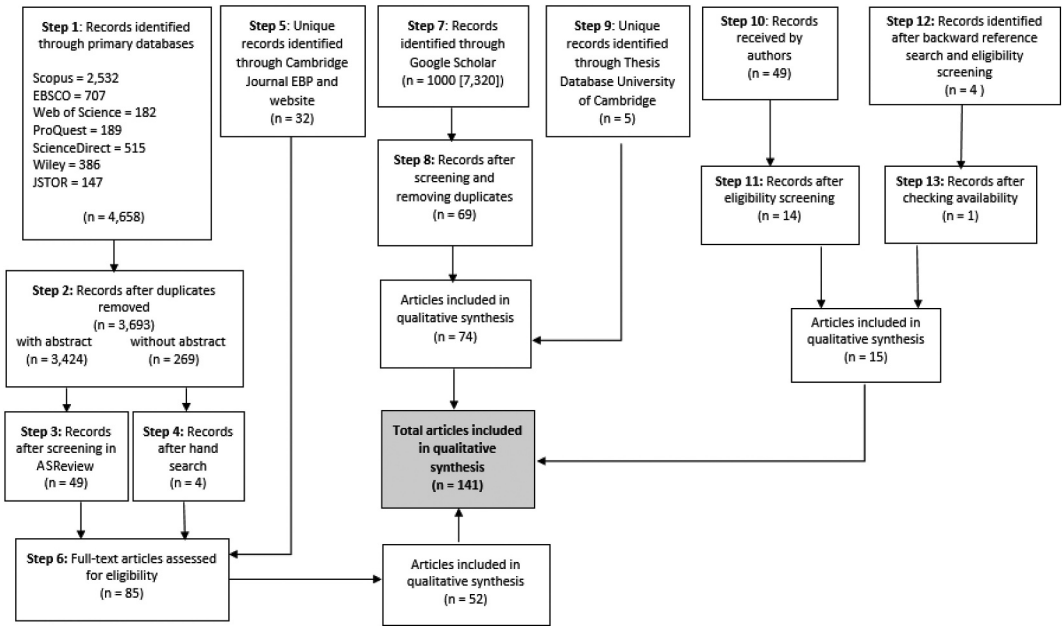 Step 1: Records identified
through primary databases
Scopus = 2,532
EBSCO = 707
Web of Science = 182
ProQuest = 189
ScienceDirect = 515
Wiley = 386
JSTOR = 147
(n = 4,658)
Step 5: Unique
records identified
through Cambridge
Journal EBP and
website
(n = 32)
Step 7: Records
identified through
Google Scholar
(n = 1000 [7,320])
Step 9: Unique
records identified
through Thesis
Database University
of Cambridge
(n = 5)
Step 10: Records
received by
authors
(n = 49)
Step 12: Records identified
after backward reference
search and eligibility
screening
(n = 4 )
Step 8: Records after
screening and
removing duplicates
(n = 69)
Step 11: Records after
eligibility screening
(n = 14)
Step 13: Records after
checking availability
(n = 1)
Step 2: Records after duplicates
removed
(n = 3,693)
with abstract without abstract
(n = 3,424) (n = 269)
Articles included in
qualitative synthesis
(n = 74)
Articles included in
qualitative synthesis
(n = 15)
Step 3: Records
after screening in
ASReview
(n = 49)
Step 4: Records
after hand
search
(n = 4)
Total articles included
in qualitative
synthesis
(n = 141)
Step 6: Full-text articles assessed
for eligibility
(n = 85)
Articles included in
qualitative synthesis
(n = 52)